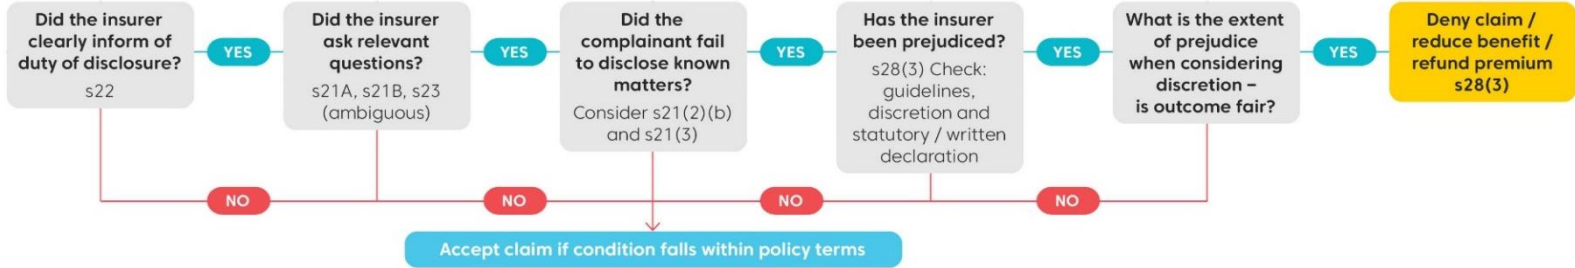 Did the insurer
clearly inform of
duty of disclosure?
s22
YES
Did the insurer
ask relevant
questions?
s21A, s21B, s23
(ambiguous)
YES
Did the
complainant fail
to disclose known
matters?
Consider s21(2)(b)
and s21(3)
YES
Has the insurer
been prejudiced?
s28(3) Check:
guidelines,
discretion and
statutory / written
declaration
YES
What is the extent
of prejudice
when considering
discretion –
is outcome fair?
YES
Deny claim /
reduce benefit /
refund premium
s28(3)
NO
NO
NO
NO
Accept claim if condition falls within policy terms